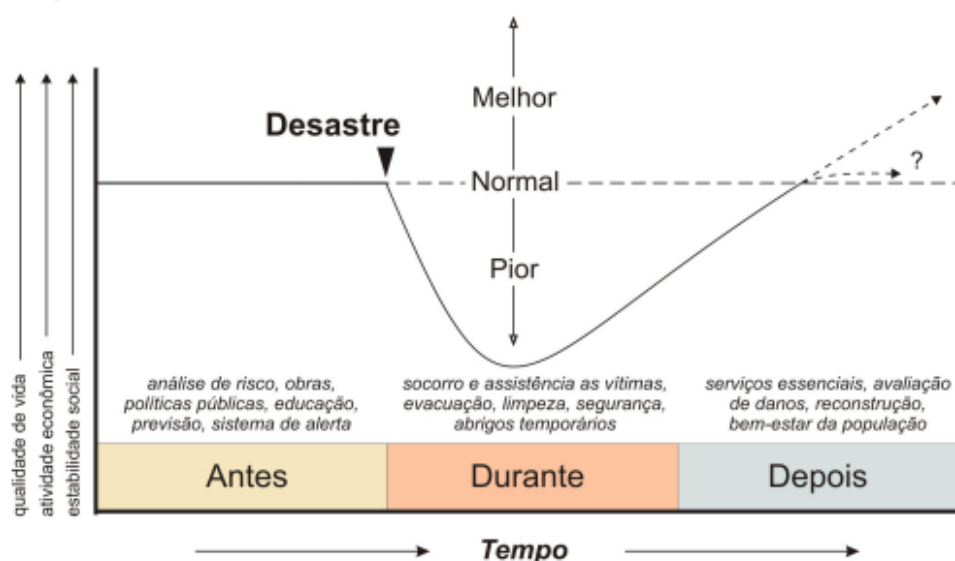 Melhor
Desastre
Normal
?
Pior
qualidade de vida
atividade econômica
estabilidade social
análise de risco, obras,
políticas públicas, educação,
previsão, sistema de alerta
socorro e assistência as vítimas,
evacuação, limpeza, segurança,
abrigos temporários
serviços essenciais, avaliação
de danos, reconstrução,
bem-estar da população
Antes
Durante
Depois
Tempo